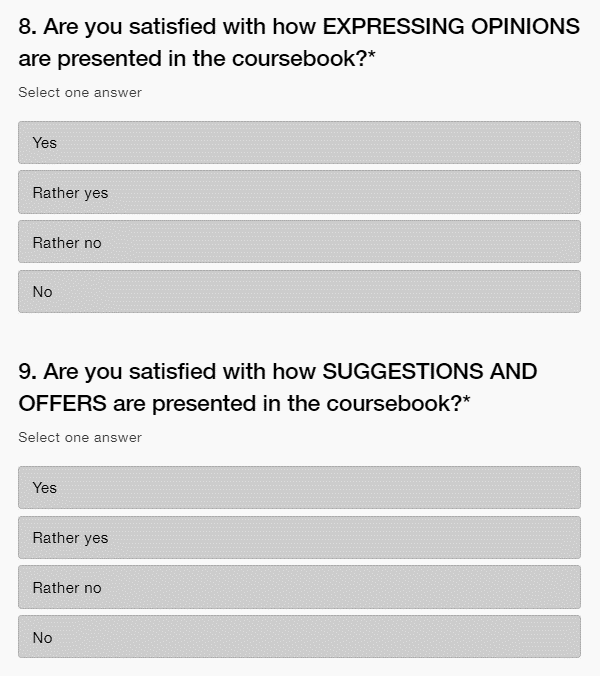 8. Are you satisfied with how EXPRESSING OPINIONS
are presented in the coursebook?*
Select one answer
Yes
Rather yes
Rather no
No
9. Are you satisfied with how SUGGESTIONS AND
OFFERS are presented in the coursebook?*
Select one answer
Yes
Rather yes
Rather no
No